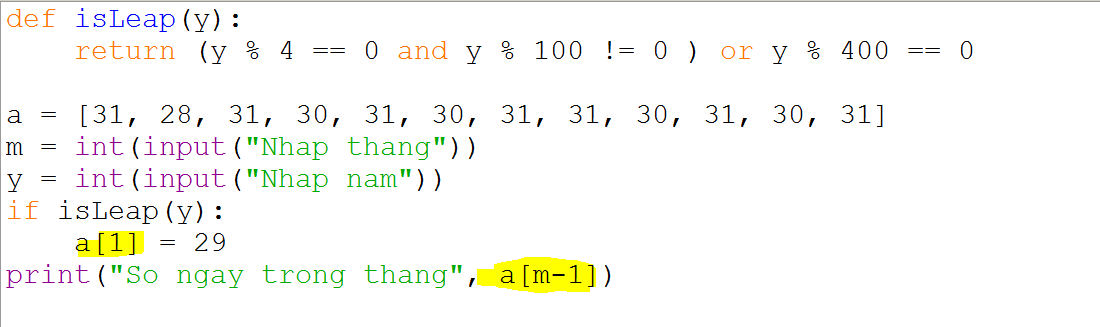 def isLeap(y):
    return (y % 4 == 0 and y % 100 != 0 ) or y % 400 == 0
a = [31, 28, 31, 30, 31, 30, 31, 31, 30, 31, 30, 31]
m = int(input("Nhap thang"))
y = int(input("Nhap nam"))
if isLeap(y):
    a[1] = 29
print("So ngay trong thang", a[m-1])